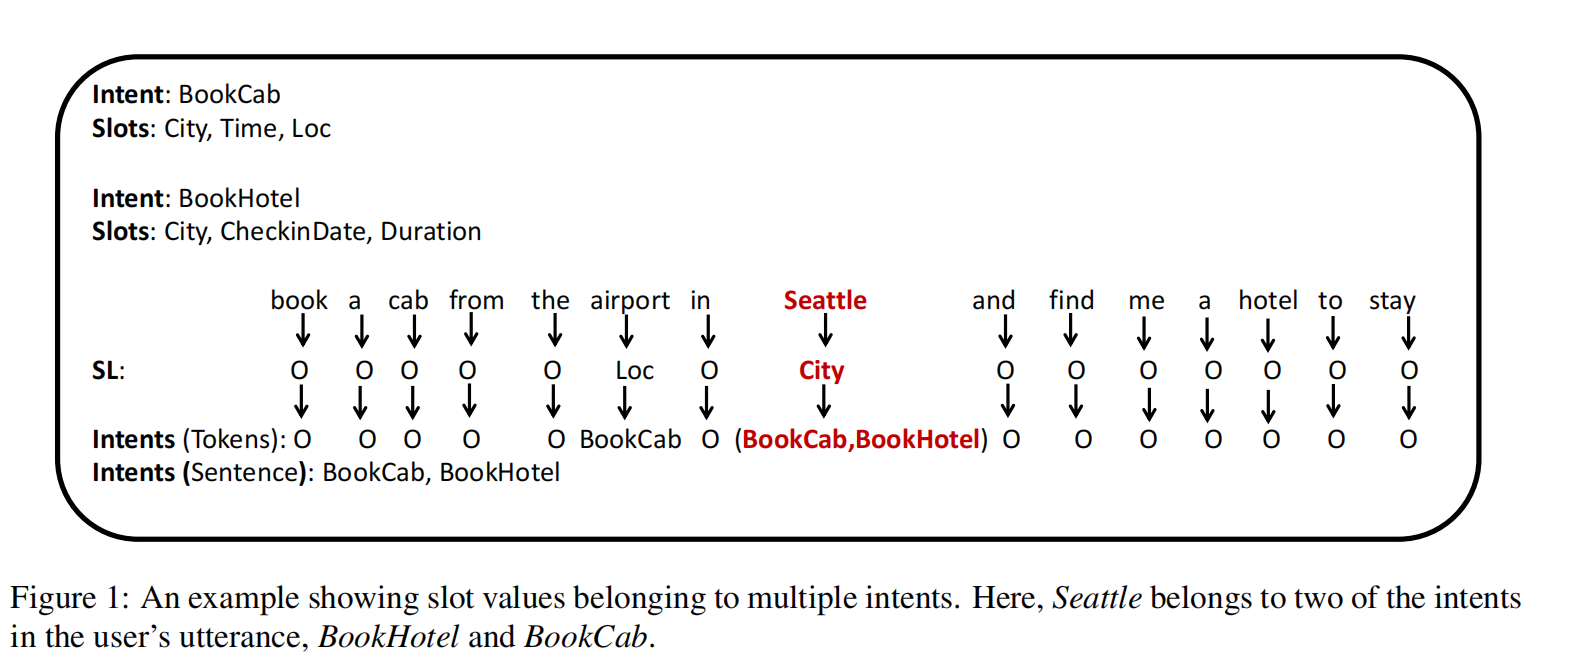 Intent: BookCab
Slots: City, Time, Loc
Intent: BookHotel
Slots: City, CheckinDate, Duration
book a cab from the airport in Seattle and find me a hotel to stay
SL: O O O O O Loc O City O O O O O O O
Intents (Tokens): O O O O O BookCab O (BookCab,BookHotel) O O O O O O O
Intents (Sentence): BookCab, BookHotel
Figure 1: An example showing slot values belonging to multiple intents. Here, Seattle belongs to two of the intents
in the user's utterance, BookHotel and BookCab.